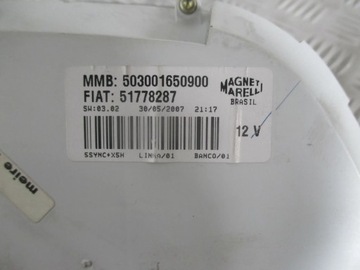 MMB: 503001650900
FIAT: 51778287
MAGNETI
MARELLI
BRASIL
SW:03.02 30/05/2007 21:17
12 V
SSYNC+XSH LINHA/01 BANCO/01
meire